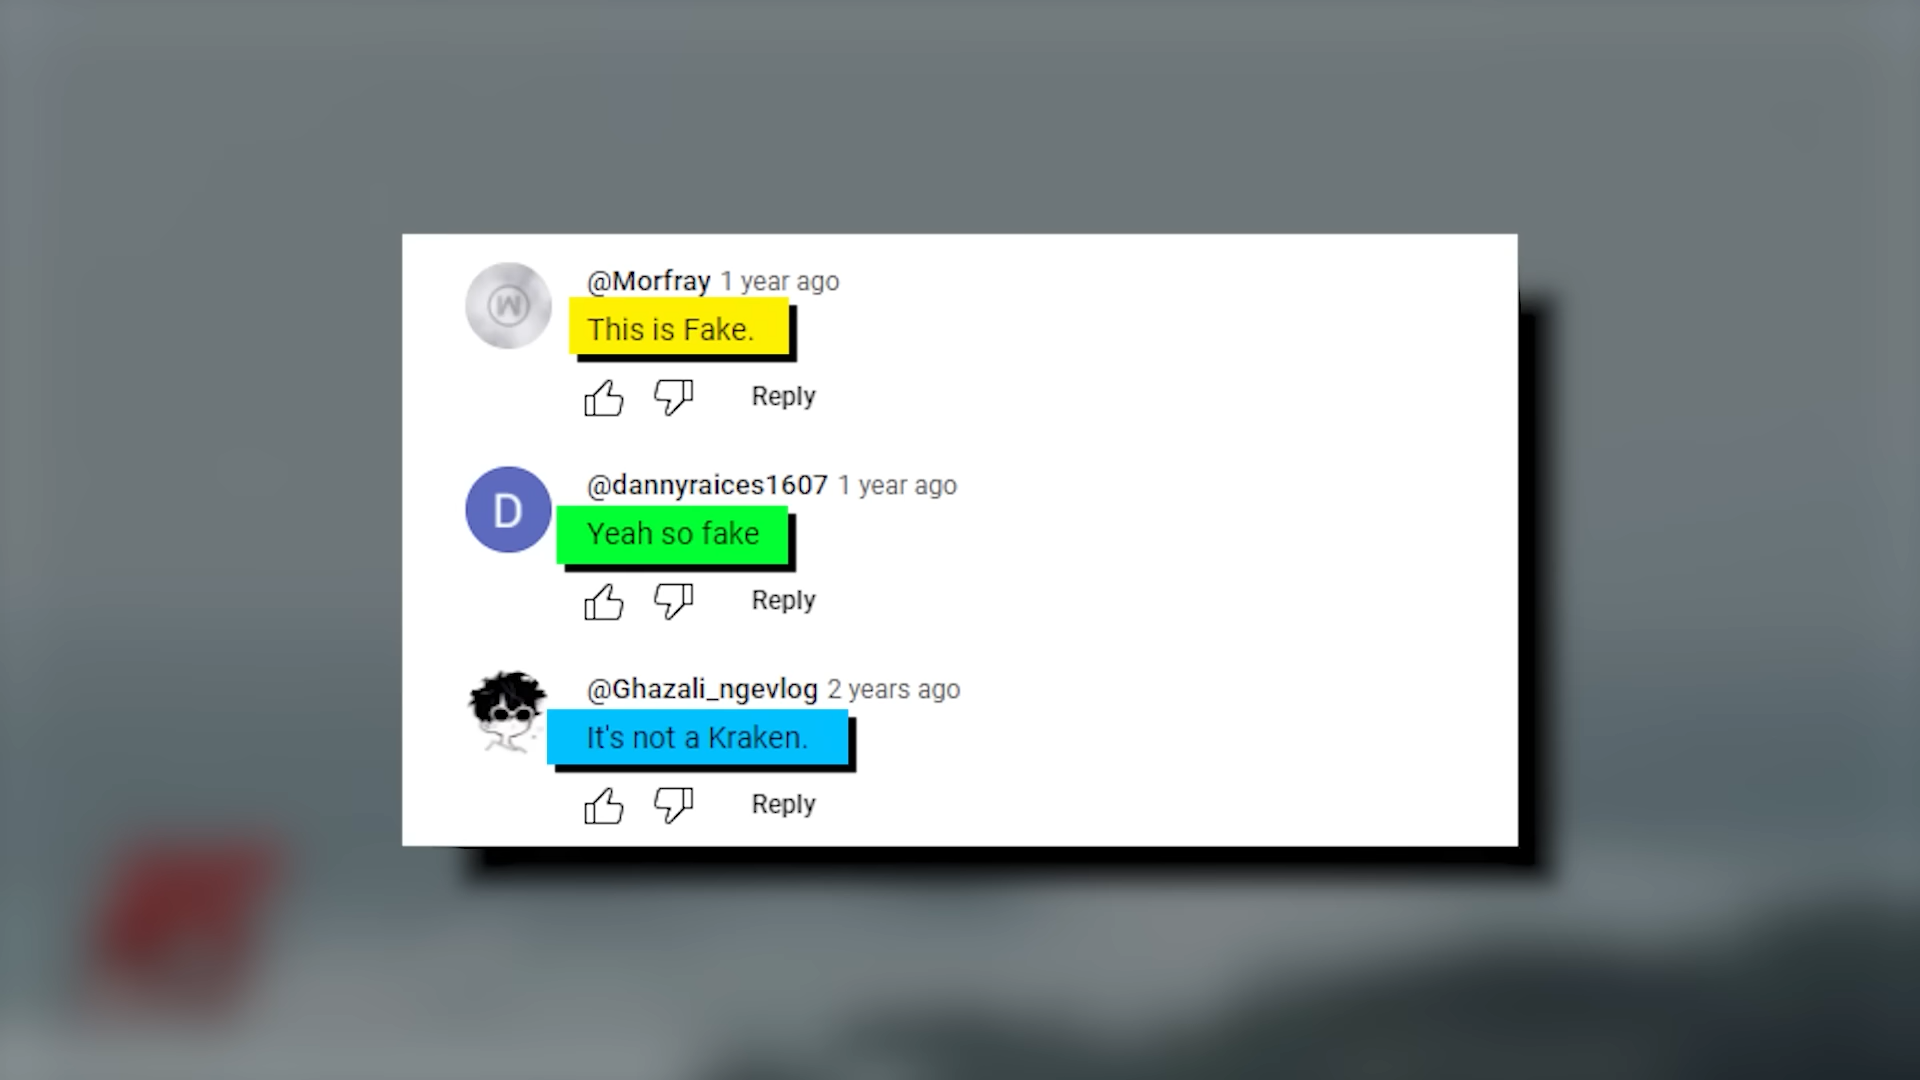 @Morfray 1 year ago
This is Fake.
Reply
D
@dannyraices1607 1 year ago
Yeah so fake
Reply
@Ghazali_ngevlog 2 years ago
It's not a Kraken.
Reply